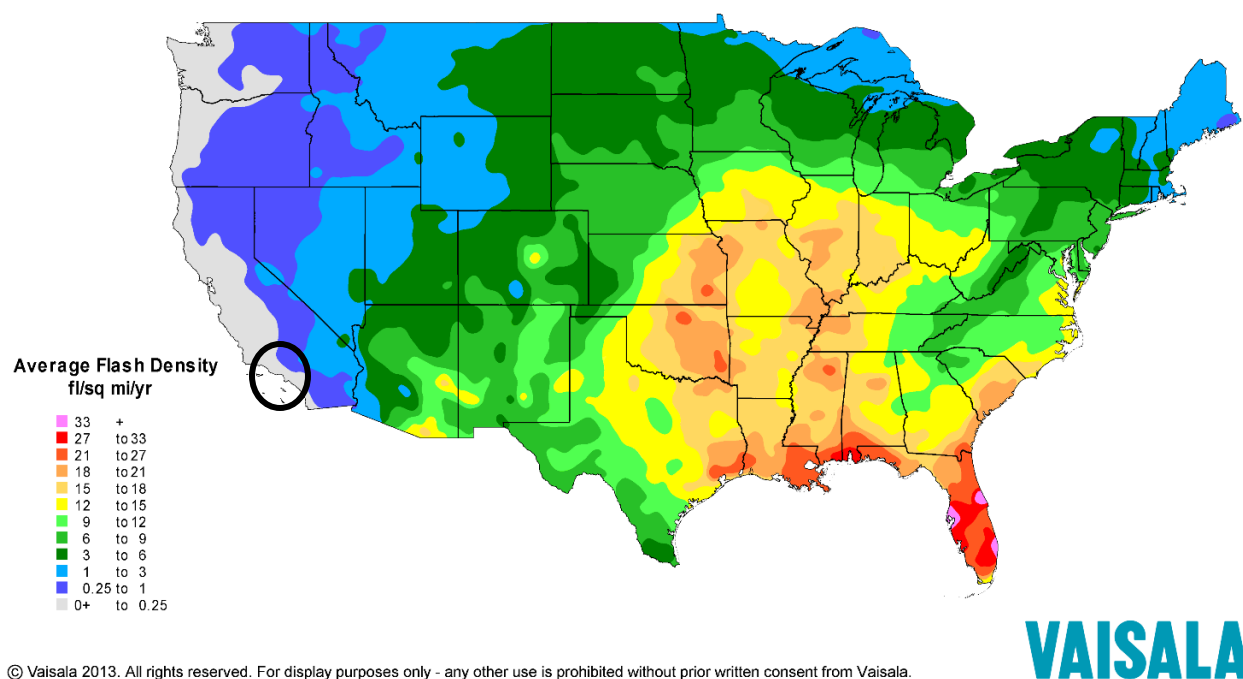 Average Flash Density
fl/sq mi/yr
33 +
27 to 33
21 to 27
18 to 21
15 to 18
12 to 15
9 to 12
6 to 9
3 to 6
1 to 3
0.25 to 1
0+ to 0.25
VAISALA
© Vaisala 2013. All rights reserved. For display purposes only - any other use is prohibited without prior written consent from Vaisala.